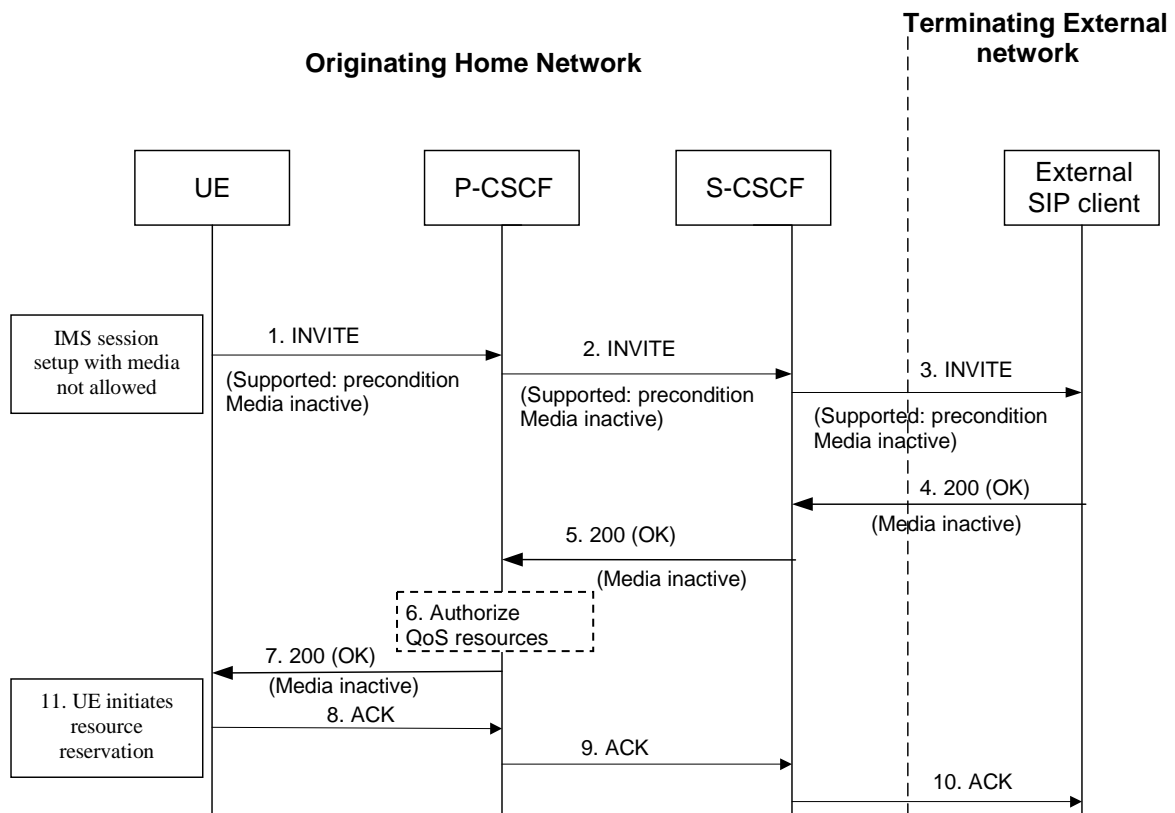 Terminating External
network
Originating Home Network
UE
P-CSCF
S-CSCF
External
SIP client
IMS session
setup with media
not allowed
1. INVITE
(Supported: precondition
Media inactive)
2. INVITE
(Supported: precondition
Media inactive)
3. INVITE
(Supported: precondition
Media inactive)
4. 200 (OK)
(Media inactive)
5. 200 (OK)
(Media inactive)
6. Authorize
QoS resources
7. 200 (OK)
(Media inactive)
11. UE initiates
resource
reservation
8. ACK
9. ACK
10. ACK